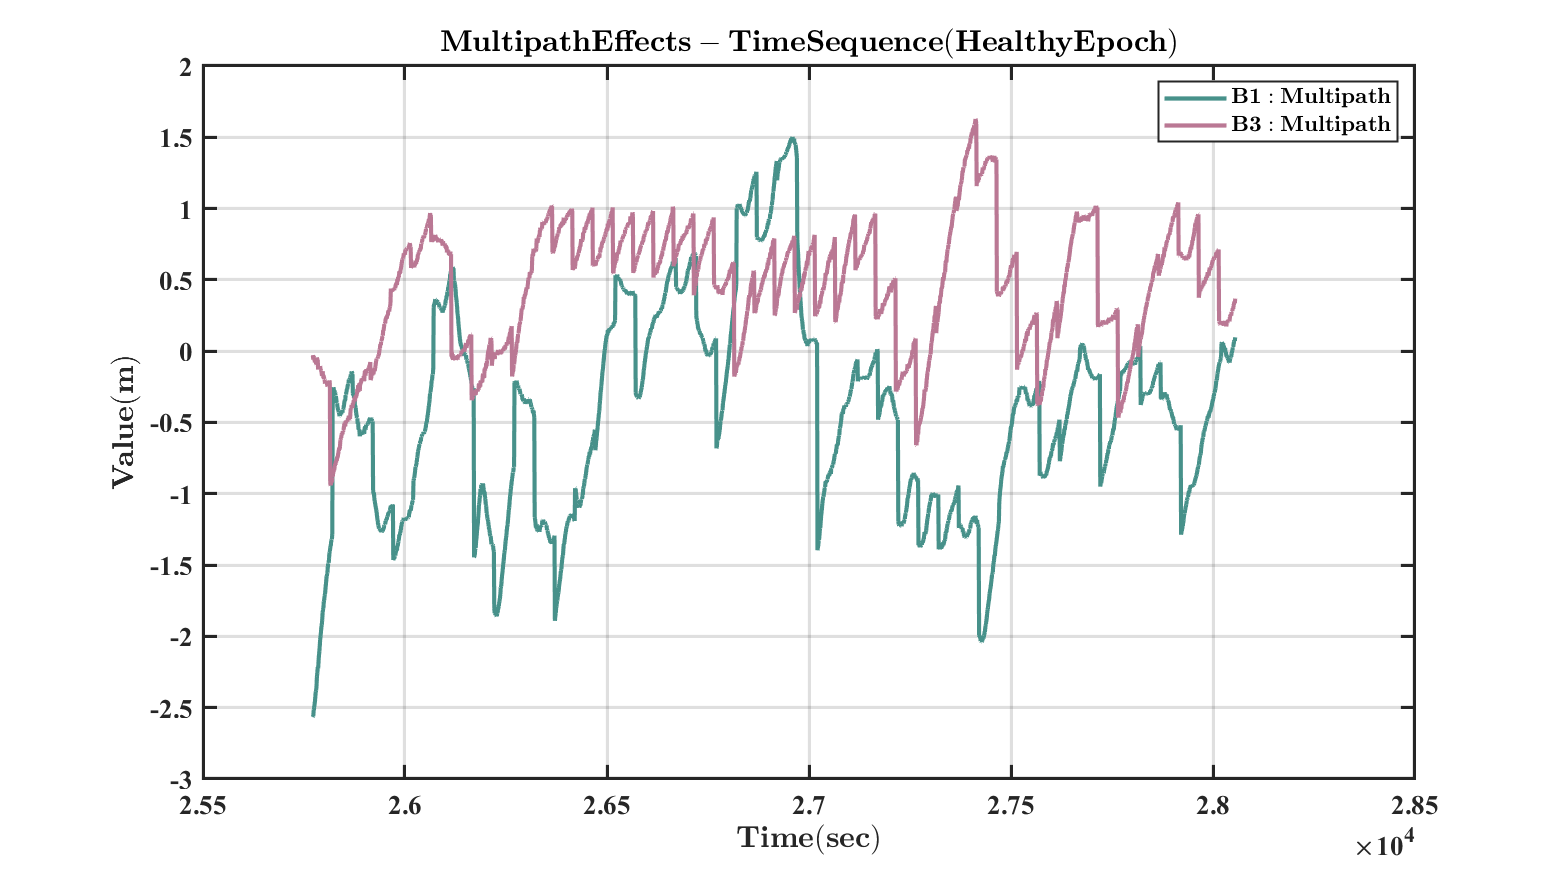 MultipathEffects – TimeSequence(HealthyEpoch)
B1 : Multipath
B3 : Multipath
2
1.5
1
0.5
0
-0.5
-1
-1.5
-2
-2.5
-3
Value(m)
2.55 2.6 2.65 2.7 2.75 2.8 2.85
Time(sec)
×10⁴